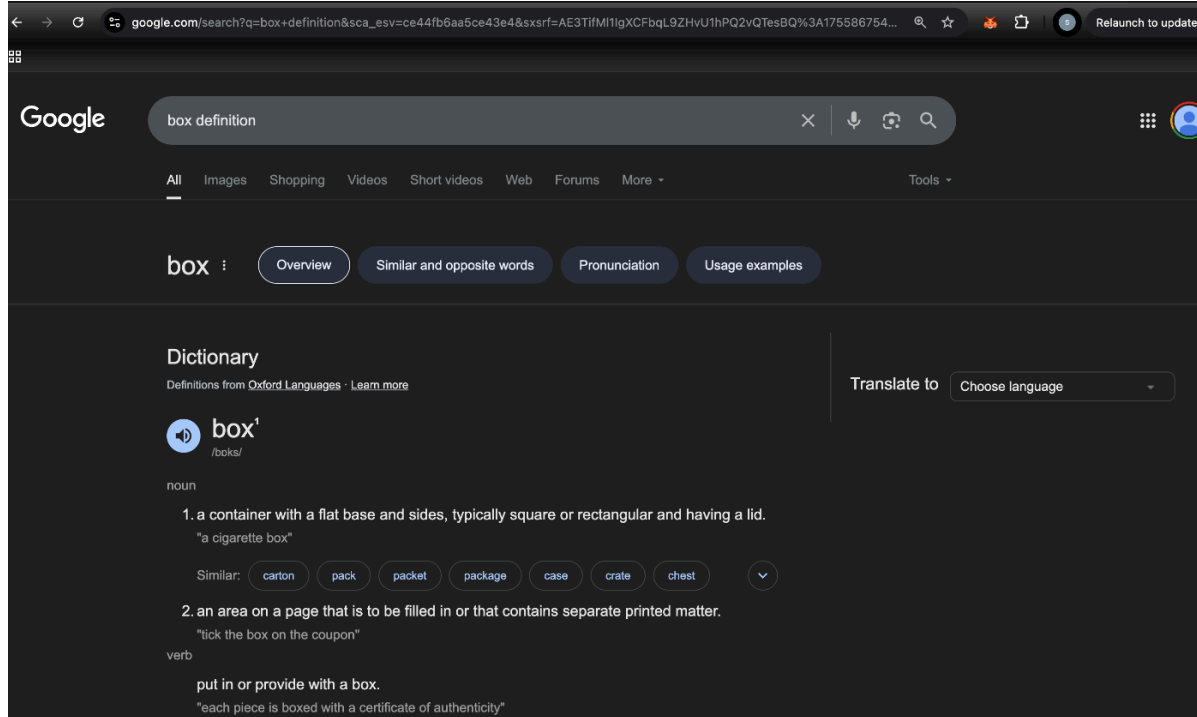 google.com/search?q=box+definition&sca_esv=ce44fb6aa5ce43e4&sxsrf=AE3TifMl1IgXCFbqL9ZHvU1hPQ2vQTesBQ%3A175586754... Relaunch to update
Google box definition
All Images Shopping Videos Short videos Web Forums More Tools
box Overview Similar and opposite words Pronunciation Usage examples
Dictionary
Definitions from Oxford Languages · Learn more
Translate to Choose language
box¹
/bɒks/
noun
1. a container with a flat base and sides, typically square or rectangular and having a lid.
"a cigarette box"
Similar: carton pack packet package case crate chest
2. an area on a page that is to be filled in or that contains separate printed matter.
"tick the box on the coupon"
verb
put in or provide with a box.
"each piece is boxed with a certificate of authenticity"